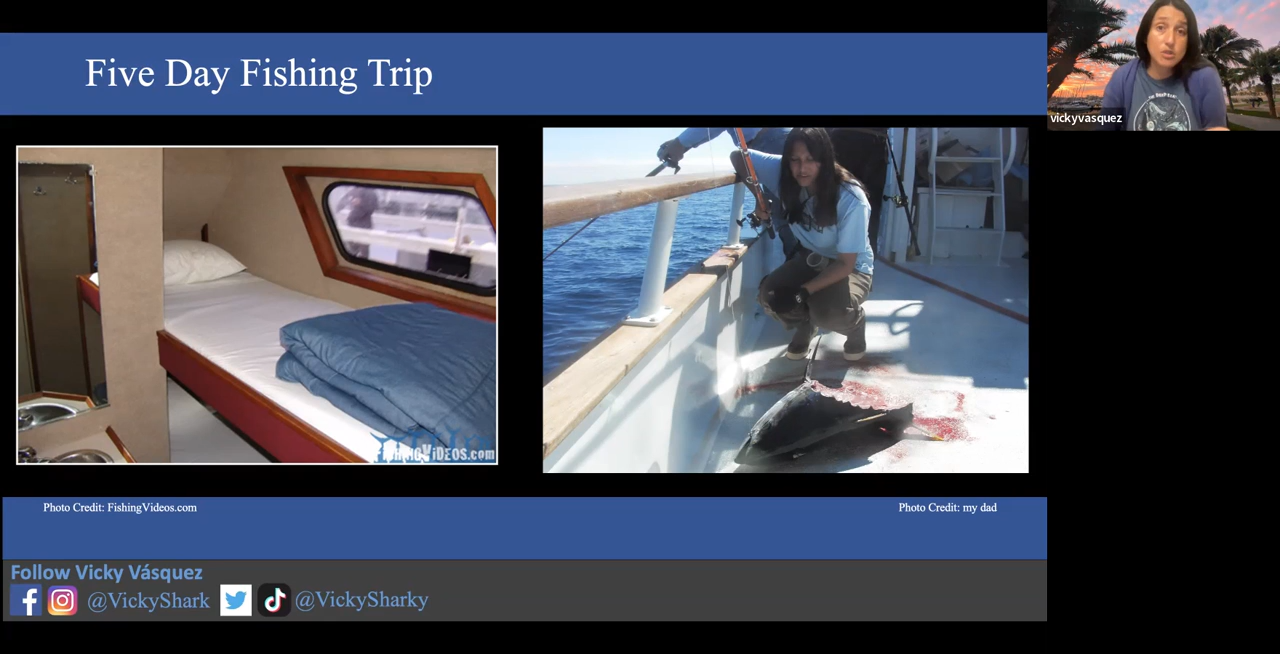 Five Day Fishing Trip
vickyvasquez
FISHINGVIDEOS.com
Photo Credit: FishingVideos.com
Photo Credit: my dad
Follow Vicky Vásquez
@VickyShark
@VickySharky